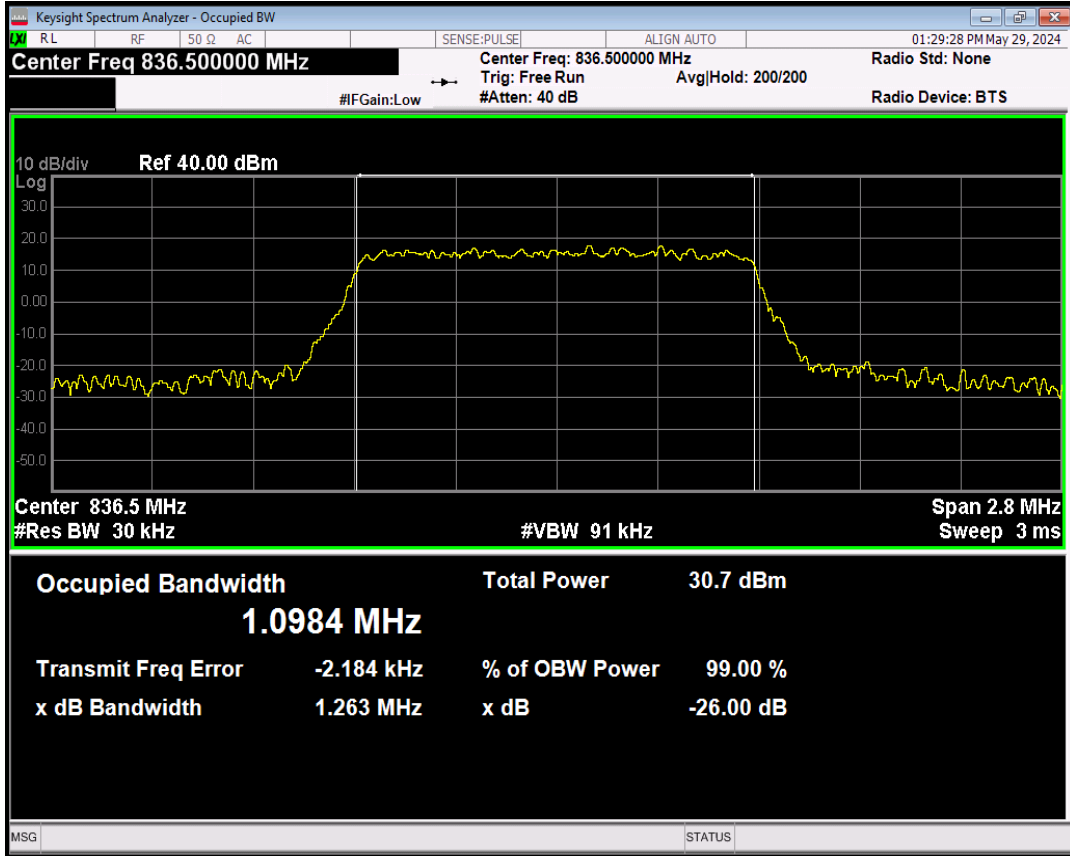 Keysight Spectrum Analyzer - Occupied BW
LXI RL RF 50 Ω AC SENSE:PULSE ALIGN AUTO 01:29:28 PM May 29, 2024
Center Freq 836.500000 MHz Center Freq: 836.500000 MHz Radio Std: None
Trig: Free Run Avg|Hold: 200/200
#IFGain:Low #Atten: 40 dB Radio Device: BTS
10 dB/div Ref 40.00 dBm
Log
30.0
20.0
10.0
0.00
-10.0
-20.0
-30.0
-40.0
-50.0
Center 836.5 MHz Span 2.8 MHz
#Res BW 30 kHz #VBW 91 kHz Sweep 3 ms
Occupied Bandwidth Total Power 30.7 dBm
1.0984 MHz
Transmit Freq Error -2.184 kHz % of OBW Power 99.00 %
x dB Bandwidth 1.263 MHz x dB -26.00 dB
MSG STATUS